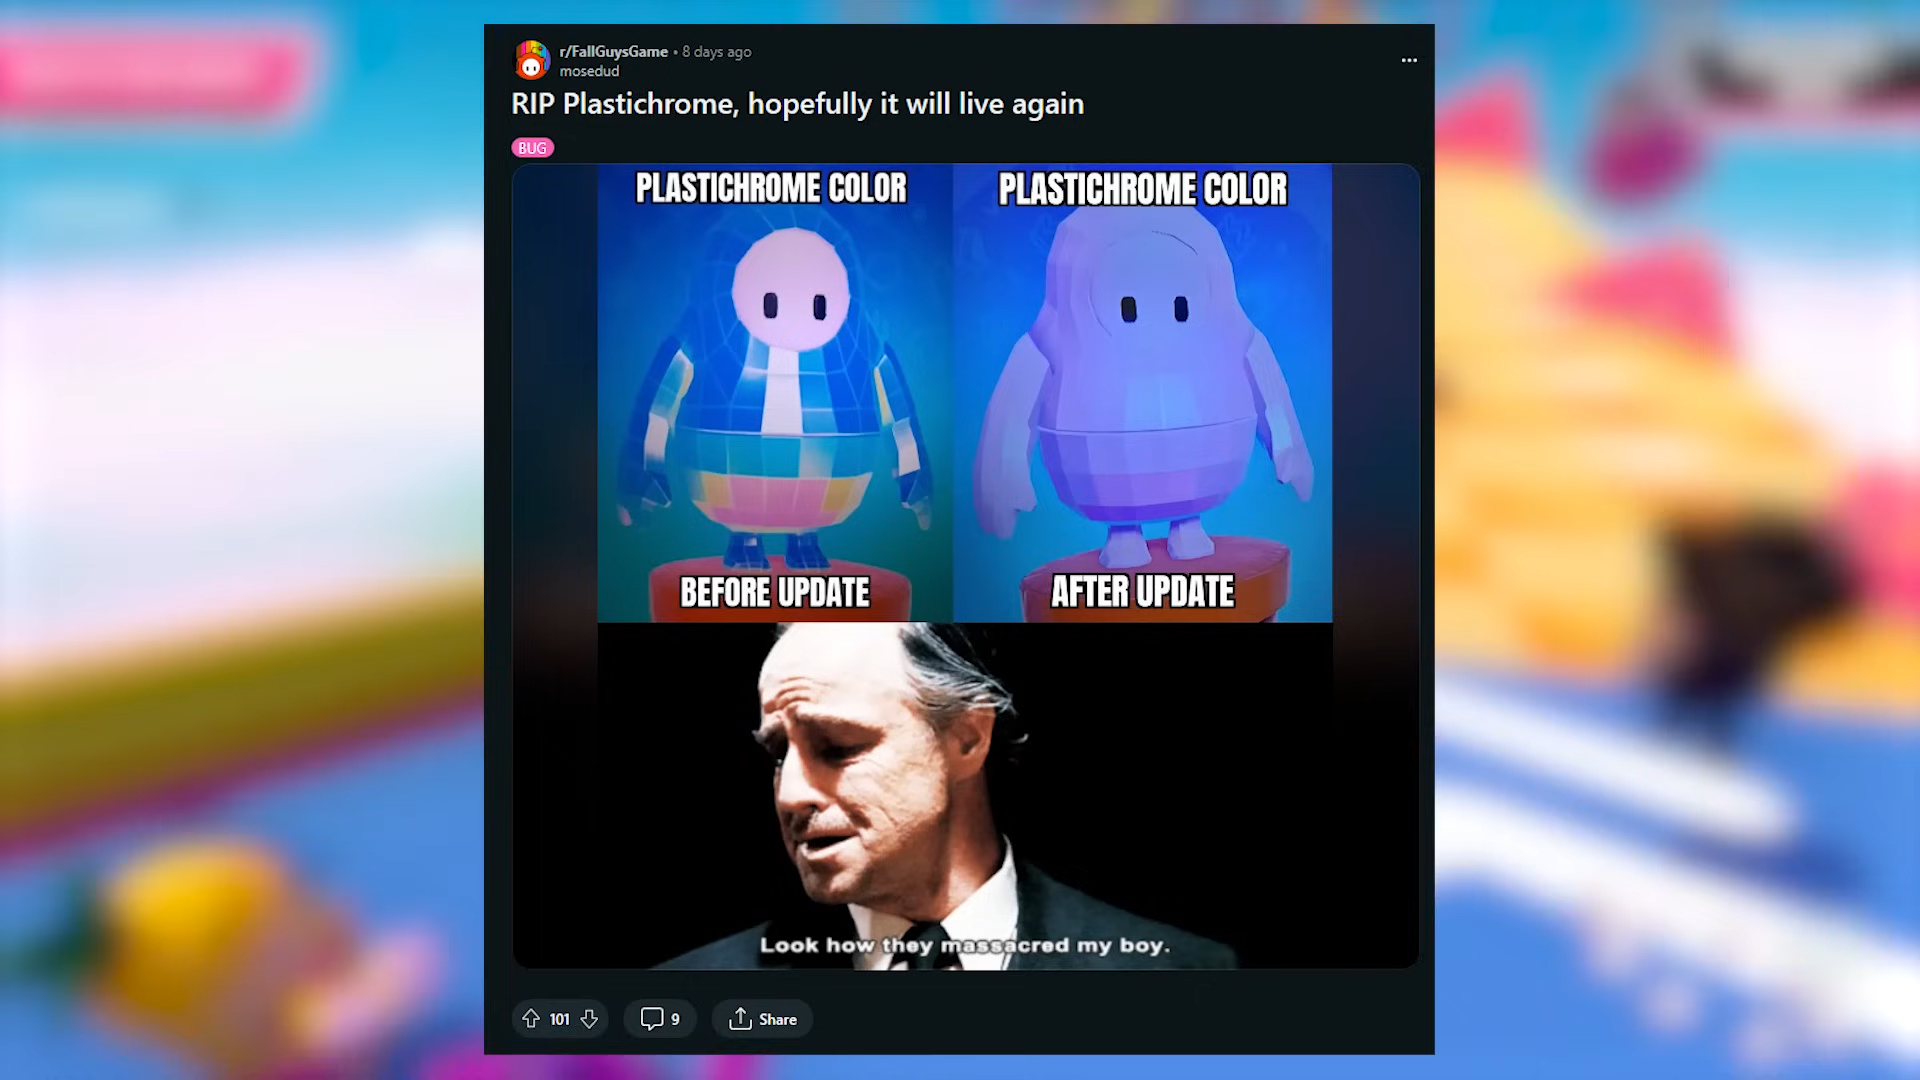 r/FallGuysGame • 8 days ago
mosedud
RIP Plastichrome, hopefully it will live again
BUG
PLASTICHROME COLOR
PLASTICHROME COLOR
BEFORE UPDATE
AFTER UPDATE
Look how they massacred my boy.
101
9
Share